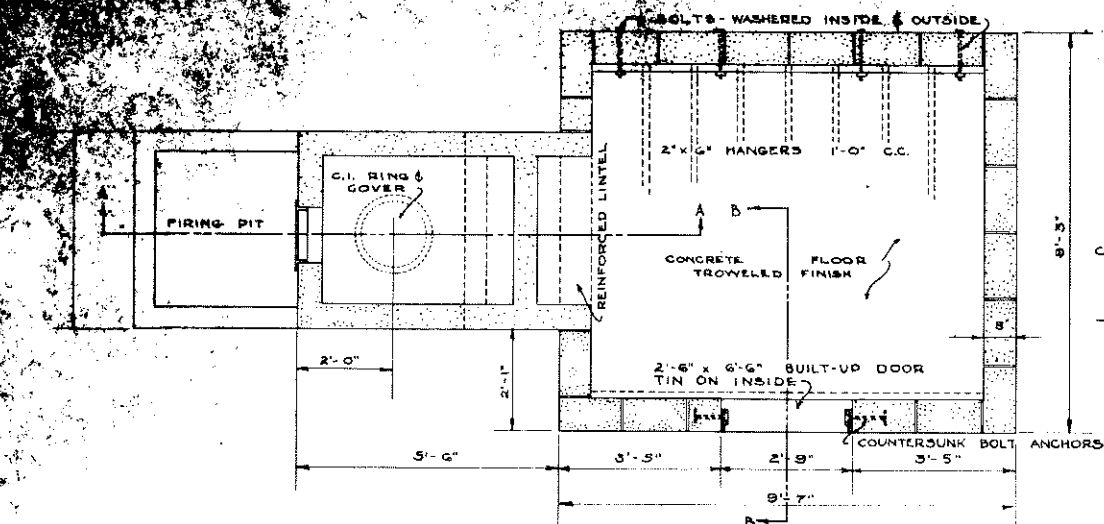 BOLTS - WASHERED INSIDE & OUTSIDE
2" x 6" HANGERS 1'-0" C.C.
C.I. RING &
COVER
FIRING PIT
REINFORCED LINTEL
A
B
CONCRETE FLOOR
TROWELED FINISH
8'-3"
8"
2'-0"
2'-1"
2'-6" x 6'-6" BUILT-UP DOOR
TIN ON INSIDE
COUNTERSUNK BOLT ANCHORS
5'-6"
3'-5"
2'-9"
3'-5"
9'-7"
B